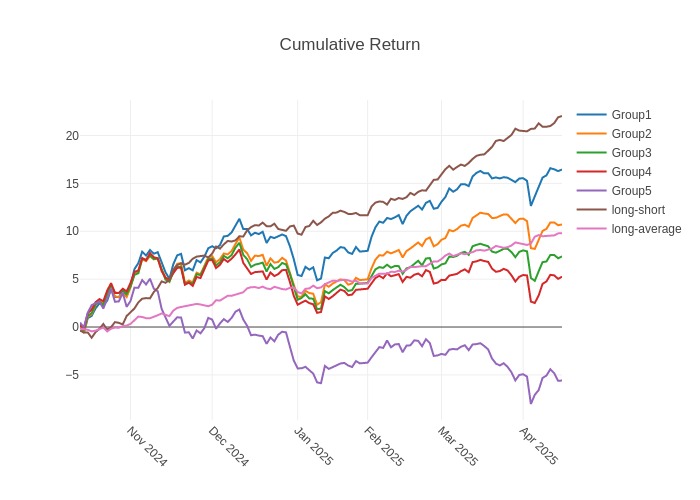 Cumulative Return
20
15
10
5
0
−5
Nov 2024
Dec 2024
Jan 2025
Feb 2025
Mar 2025
Apr 2025
Group1
Group2
Group3
Group4
Group5
long-short
long-average